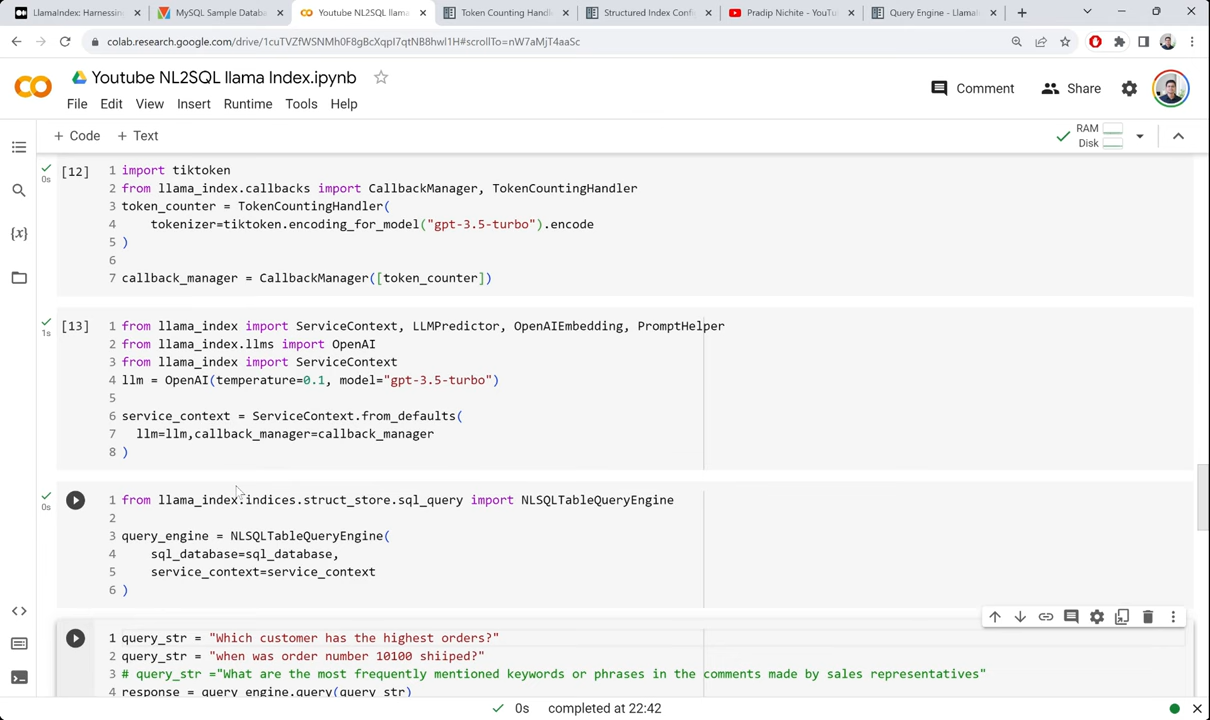 LlamaIndex: Harnessing
MySQL Sample Databa
Youtube NL2SQL llama
Token Counting Handl
Structured Index Confi
Pradip Nichite - YouTu
Query Engine - Llamal
colab.research.google.com/drive/1cuTVZfWSNMh0F8gBcXqpI7qtNB8hwl1H#scrollTo=nW7aMjT4aaSc
Youtube NL2SQL llama Index.ipynb
File Edit View Insert Runtime Tools Help
Comment Share
+ Code + Text
RAM
Disk
[12]
0s
1 import tiktoken
2 from llama_index.callbacks import CallbackManager, TokenCountingHandler
3 token_counter = TokenCountingHandler(
4 tokenizer=tiktoken.encoding_for_model("gpt-3.5-turbo").encode
5 )
6
7 callback_manager = CallbackManager([token_counter])
[13]
1s
1 from llama_index import ServiceContext, LLMPredictor, OpenAIEmbedding, PromptHelper
2 from llama_index.llms import OpenAI
3 from llama_index import ServiceContext
4 llm = OpenAI(temperature=0.1, model="gpt-3.5-turbo")
5
6 service_context = ServiceContext.from_defaults(
7 llm=llm,callback_manager=callback_manager
8 )
0s
1 from llama_index.indices.struct_store.sql_query import NLSQLTableQueryEngine
2
3 query_engine = NLSQLTableQueryEngine(
4 sql_database=sql_database,
5 service_context=service_context
6 )
1 query_str = "Which customer has the highest orders?"
2 query_str = "when was order number 10100 shiiped?"
3 # query_str ="What are the most frequently mentioned keywords or phrases in the comments made by sales representatives"
4 response = query_engine.query(query_str)
0s completed at 22:42